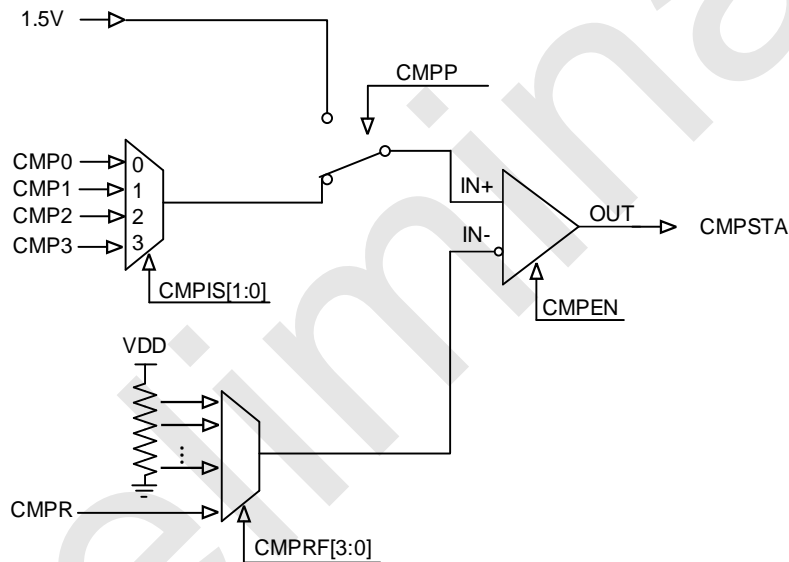 1.5V
CMPP
CMP0
CMP1
CMP2
CMP3
0
1
2
3
IN+
IN-
OUT
CMPSTA
CMPIS[1:0]
CMPEN
VDD
CMPR
CMPRF[3:0]
elimina